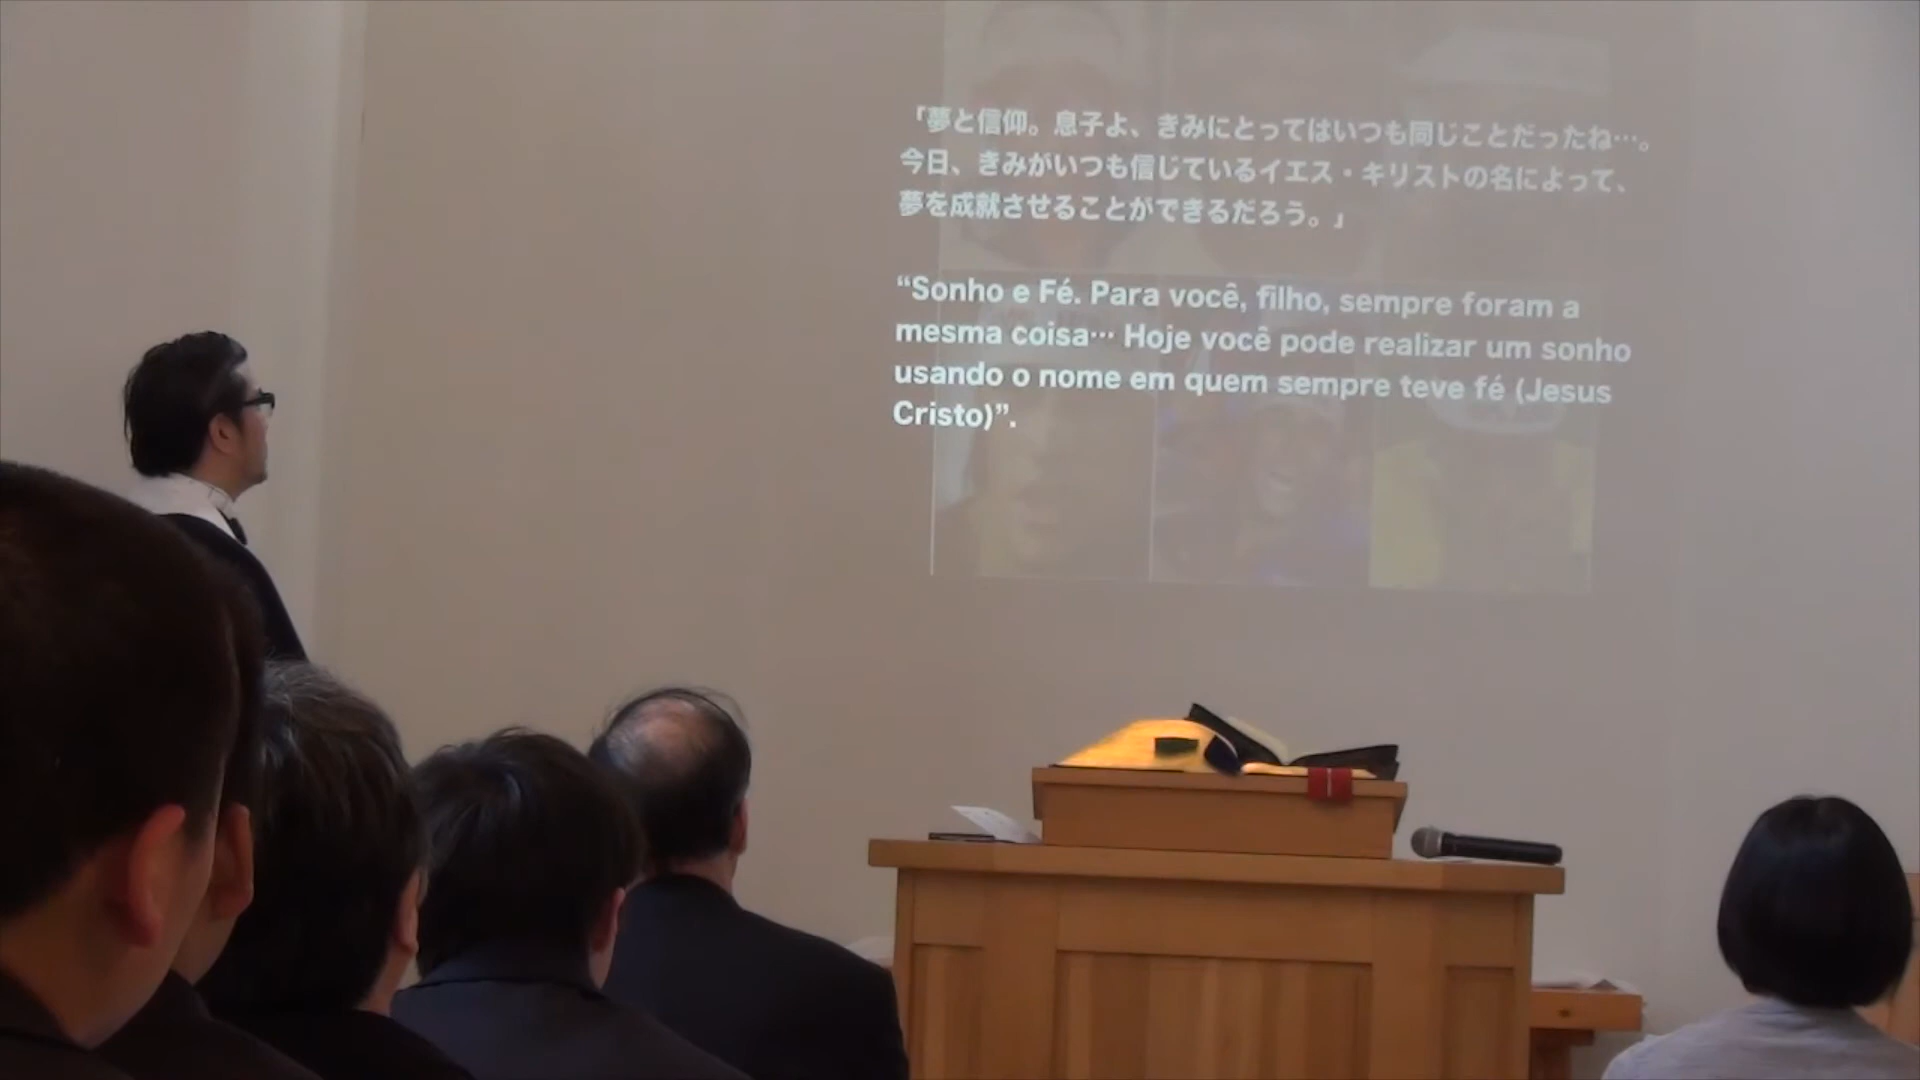 「夢と信仰。息子よ、きみにとってはいつも同じことだったね…。
今日、きみがいつも信じているイエス・キリストの名によって、
夢を成就させることができるだろう。」
“Sonho e Fé. Para você, filho, sempre foram a
mesma coisa… Hoje você pode realizar um sonho
usando o nome em quem sempre teve fé (Jesus
Cristo)”.